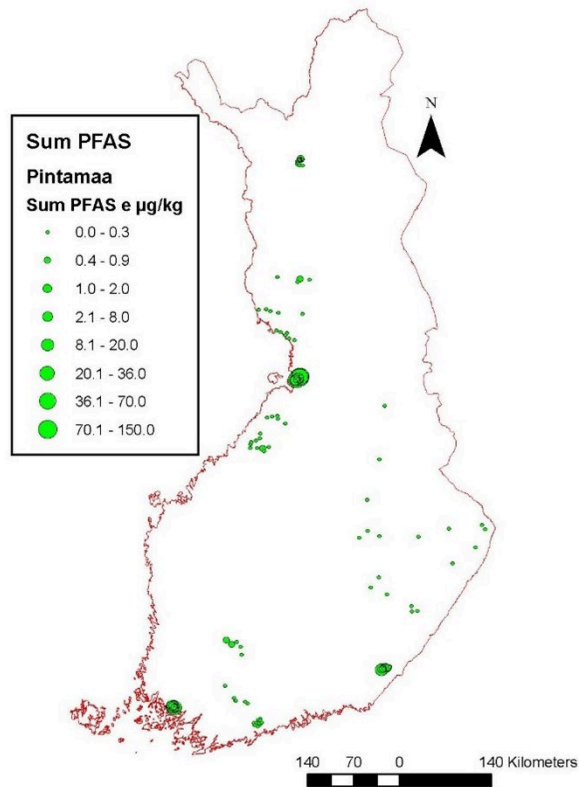 N
Sum PFAS
Pintamaa
Sum PFAS e µg/kg
0.0 - 0.3
0.4 - 0.9
1.0 - 2.0
2.1 - 8.0
8.1 - 20.0
20.1 - 36.0
36.1 - 70.0
70.1 - 150.0
140 70 0 140 Kilometers